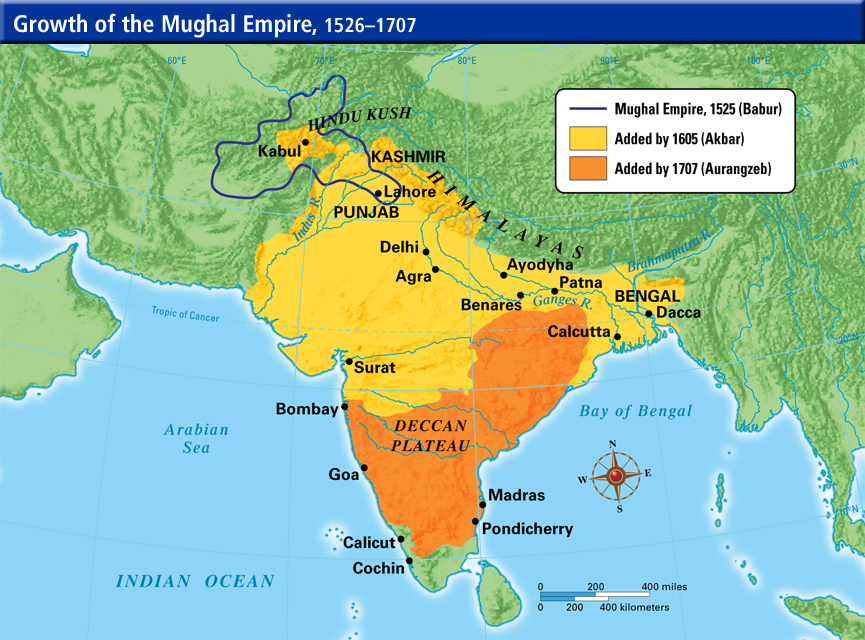 Growth of the Mughal Empire, 1526–1707
60°E
70°E
80°E
90°E
100°E
Mughal Empire, 1525 (Babur)
Added by 1605 (Akbar)
Added by 1707 (Aurangzeb)
30°N
HINDU KUSH
Kabul
KASHMIR
Lahore
PUNJAB
Indus R.
HIMALAYAS
Delhi
Agra
Ayodyha
Patna
Benares
Ganges R.
Brahmaputra R.
BENGAL
Dacca
Calcutta
Tropic of Cancer
20°N
Surat
Bombay
DECCAN
PLATEAU
Arabian
Sea
Bay of Bengal
Goa
N
W
E
S
Madras
Pondicherry
10°N
Calicut
Cochin
INDIAN OCEAN
0 200 400 miles
0 200 400 kilometers